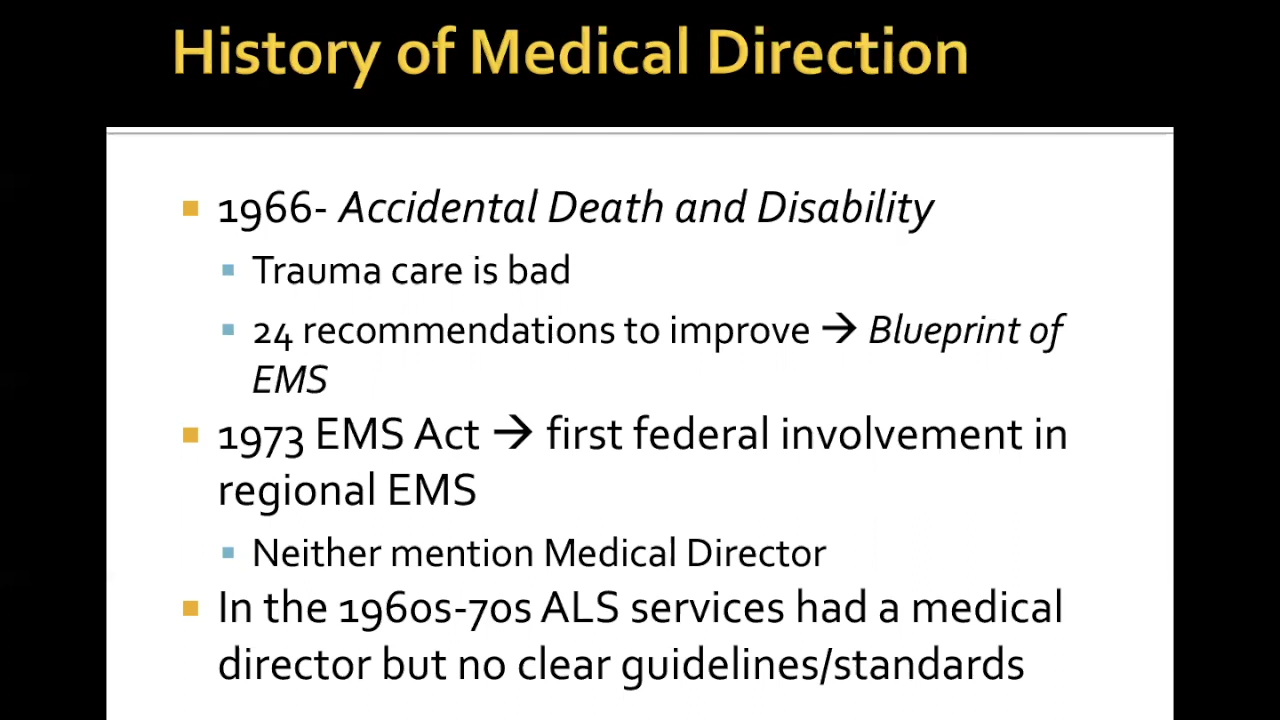 History of Medical Direction
1966- Accidental Death and Disability
Trauma care is bad
24 recommendations to improve → Blueprint of
EMS
1973 EMS Act → first federal involvement in
regional EMS
Neither mention Medical Director
In the 1960s-70s ALS services had a medical
director but no clear guidelines/standards